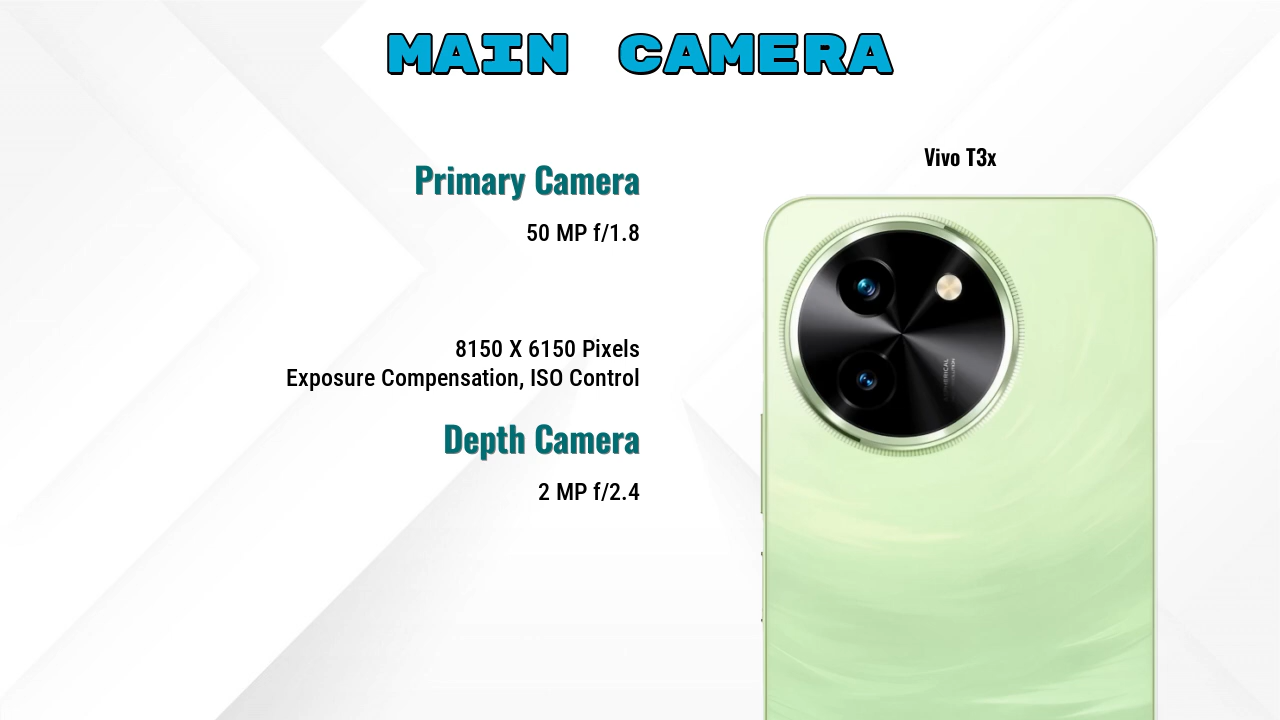 MAIN CAMERA
Vivo T3x
Primary Camera
50 MP f/1.8
8150 X 6150 Pixels
Exposure Compensation, ISO Control
Depth Camera
2 MP f/2.4